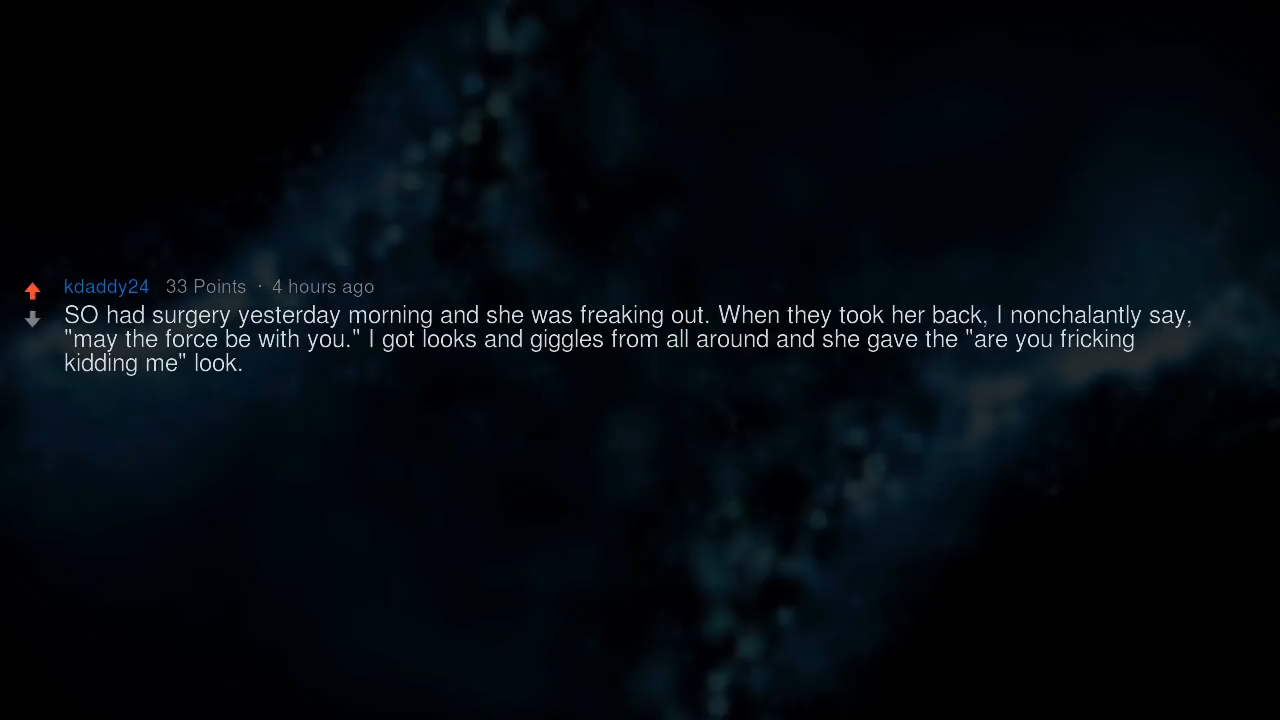 kdaddy24 33 Points · 4 hours ago
SO had surgery yesterday morning and she was freaking out. When they took her back, I nonchalantly say,
"may the force be with you." I got looks and giggles from all around and she gave the "are you fricking
kidding me" look.